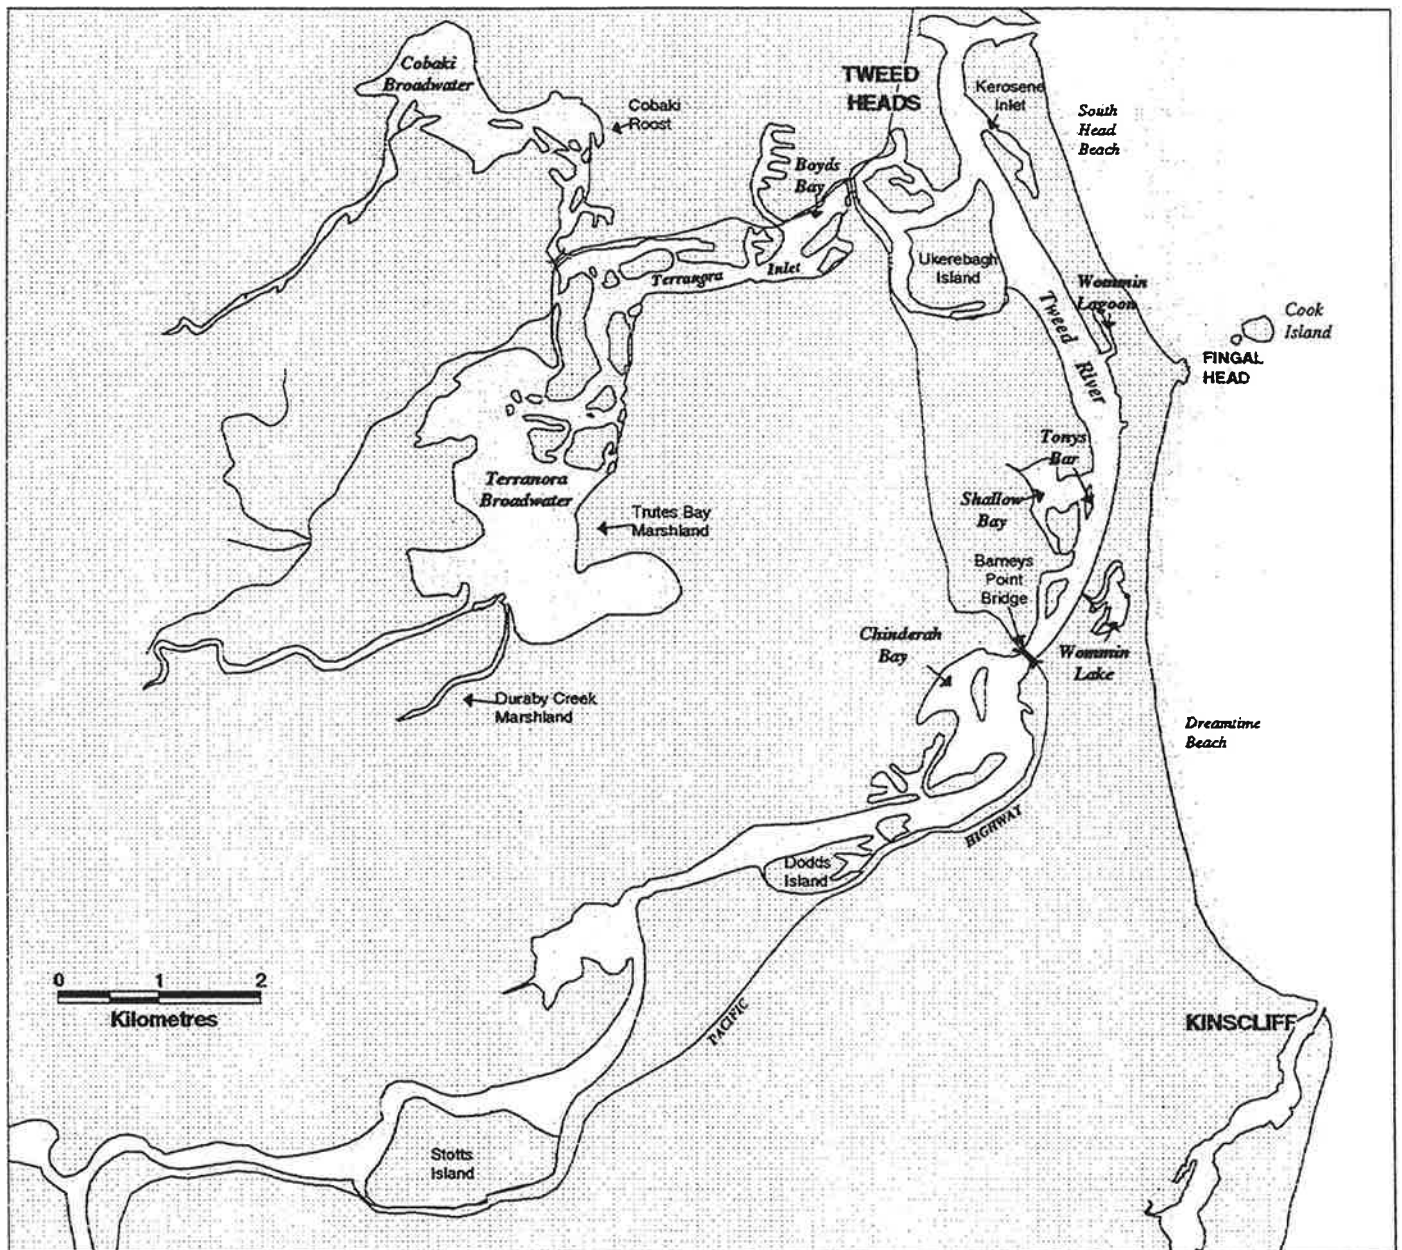 Cobaki
Broadwater
Cobaki
Roost
TWEED
HEADS
Kerosene
Inlet
South
Head
Beach
Boyds
Bay
Ukerebagh
Island
Terranora
Inlet
Wommin
Lagoon
Tweed River
Cook
Island
FINGAL
HEAD
Tonys
Bar
Terranora
Broadwater
Shallow
Bay
Trutes Bay
Marshland
Barneys
Point
Bridge
Chinderah
Bay
Wommin
Lake
Duraby Creek
Marshland
Dreamtime
Beach
HIGHWAY
Dodds
Island
0 1 2
Kilometres
PACIFIC
KINSCLIFF
Stotts
Island